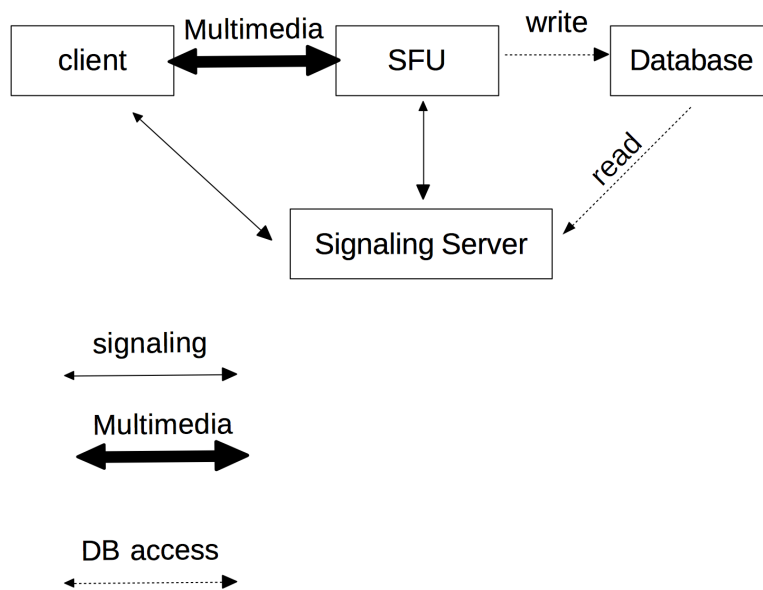 Multimedia
write
client
SFU
Database
read
Signaling Server
signaling
Multimedia
DB access